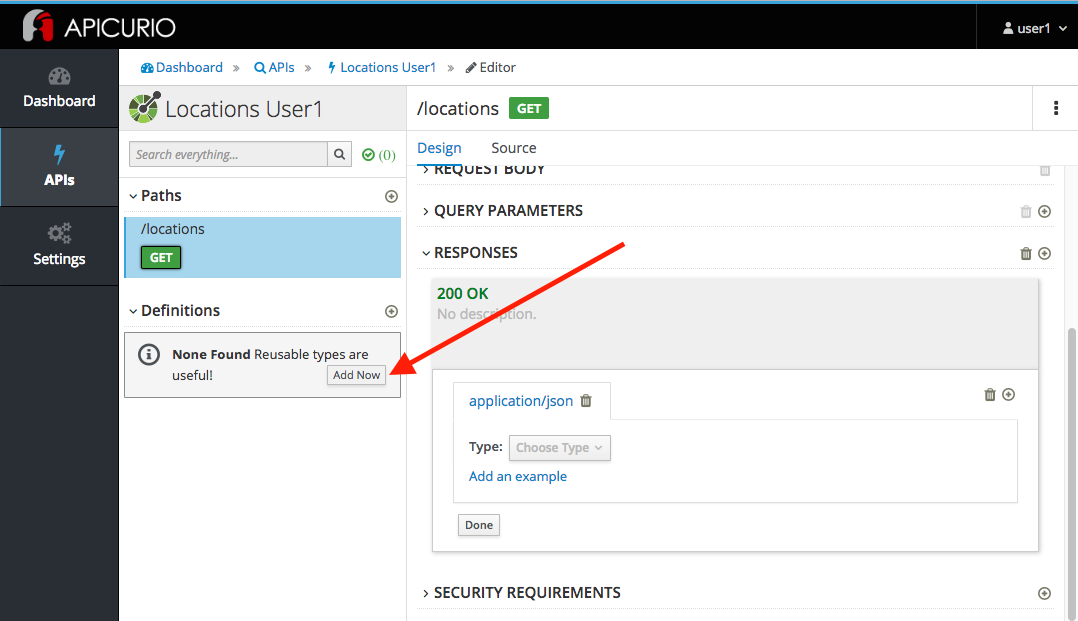 APICURIO
user1
Dashboard
APIs
Settings
Dashboard » APIs » Locations User1 » Editor
Locations User1
Search everything...
(0)
Paths
/locations
GET
Definitions
None Found Reusable types are
useful!
Add Now
/locations GET
Design Source
REQUEST BODY
QUERY PARAMETERS
RESPONSES
200 OK
No description.
application/json
Type: Choose Type
Add an example
Done
SECURITY REQUIREMENTS